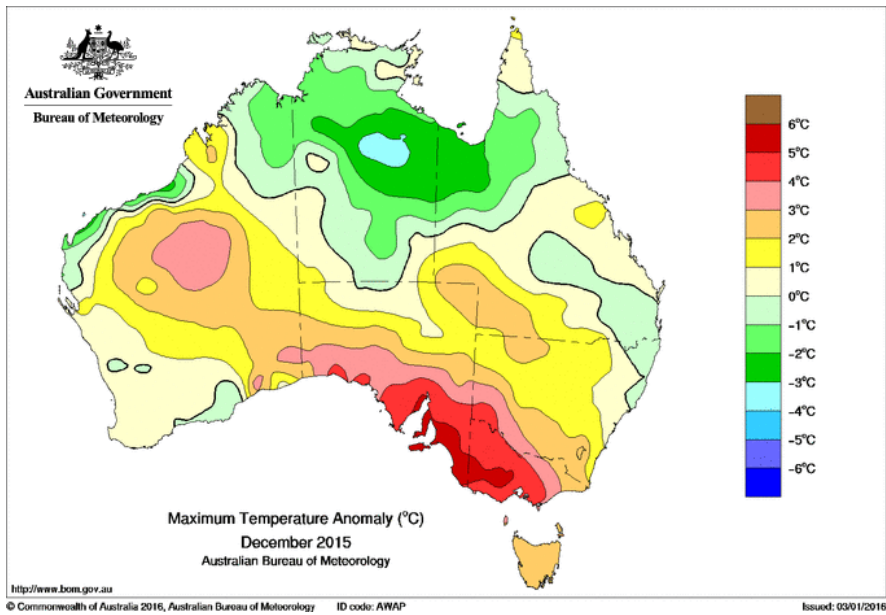 Australian Government
Bureau of Meteorology
6°C
5°C
4°C
3°C
2°C
1°C
0°C
-1°C
-2°C
-3°C
-4°C
-5°C
-6°C
Maximum Temperature Anomaly (°C)
December 2015
Australian Bureau of Meteorology
http://www.bom.gov.au
© Commonwealth of Australia 2016, Australian Bureau of Meteorology ID code: AWAP Issued: 03/01/2016